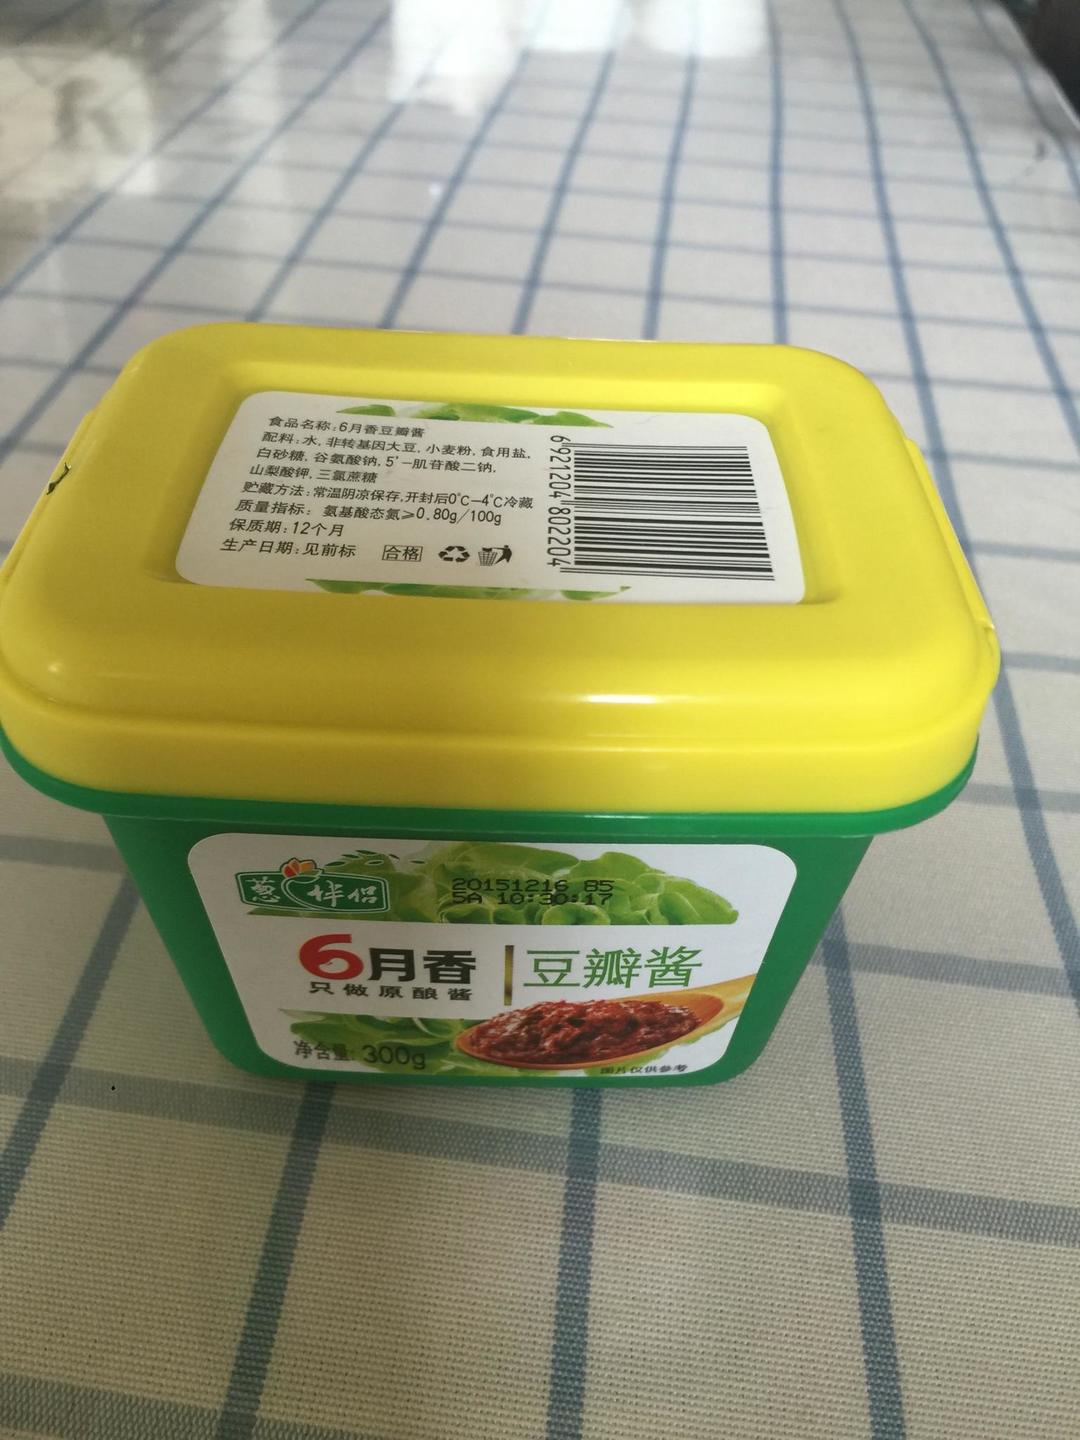 食品名称:6月香豆瓣酱
配料:水,非转基因大豆,小麦粉,食用盐,
白砂糖,谷氨酸钠,5'-肌苷酸二钠,
山梨酸钾,三氯蔗糖
贮藏方法:常温阴凉保存,开封后0℃-4℃冷藏
质量指标: 氨基酸态氮≥0.80g/100g
保质期:12个月
生产日期:见前标 合格
6921204802204
葱伴侣
20151216 85
5A 10:30:17
6月香 豆瓣酱
只做原酿酱
净含量: 300g
图片仅供参考